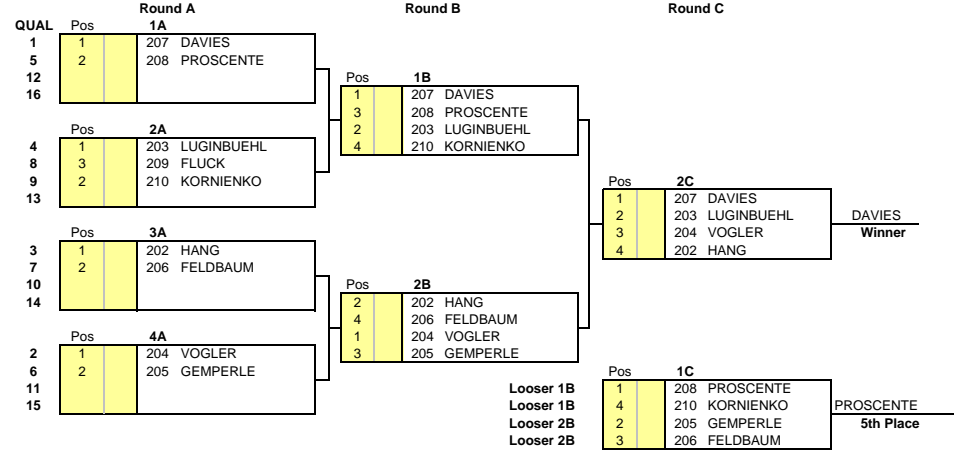 Round A Round B Round C
QUAL Pos 1A
1 1 207 DAVIES
5 2 208 PROSCENTE
12
16
Pos 2A
4 1 203 LUGINBUEHL
8 3 209 FLUCK
9 2 210 KORNIENKO
13
Pos 3A
3 1 202 HANG
7 2 206 FELDBAUM
10
14
Pos 4A
2 1 204 VOGLER
6 2 205 GEMPERLE
11
15
Pos 1B
1 207 DAVIES
3 208 PROSCENTE
2 203 LUGINBUEHL
4 210 KORNIENKO
Pos 2B
2 202 HANG
4 206 FELDBAUM
1 204 VOGLER
3 205 GEMPERLE
Pos 2C
1 207 DAVIES
2 203 LUGINBUEHL
3 204 VOGLER
4 202 HANG
DAVIES
Winner
Pos 1C
Looser 1B 1 208 PROSCENTE
Looser 1B 4 210 KORNIENKO
Looser 2B 2 205 GEMPERLE
Looser 2B 3 206 FELDBAUM
PROSCENTE
5th Place